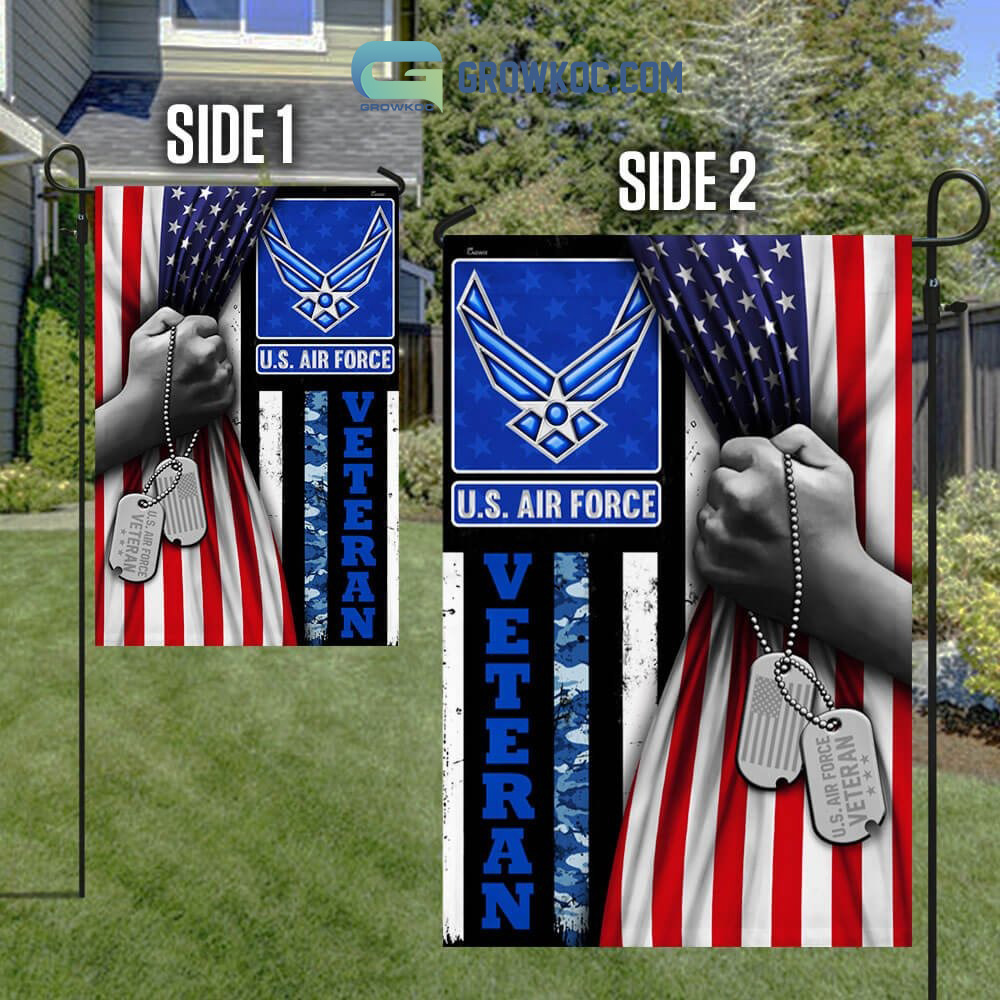 GROWKOC
GROWKOC.COM
SIDE 1
SIDE 2
U.S. AIR FORCE
VETERAN
U.S. AIR FORCE
VETERAN
U.S. AIR FORCE
VETERAN
U.S. AIR FORCE
VETERAN